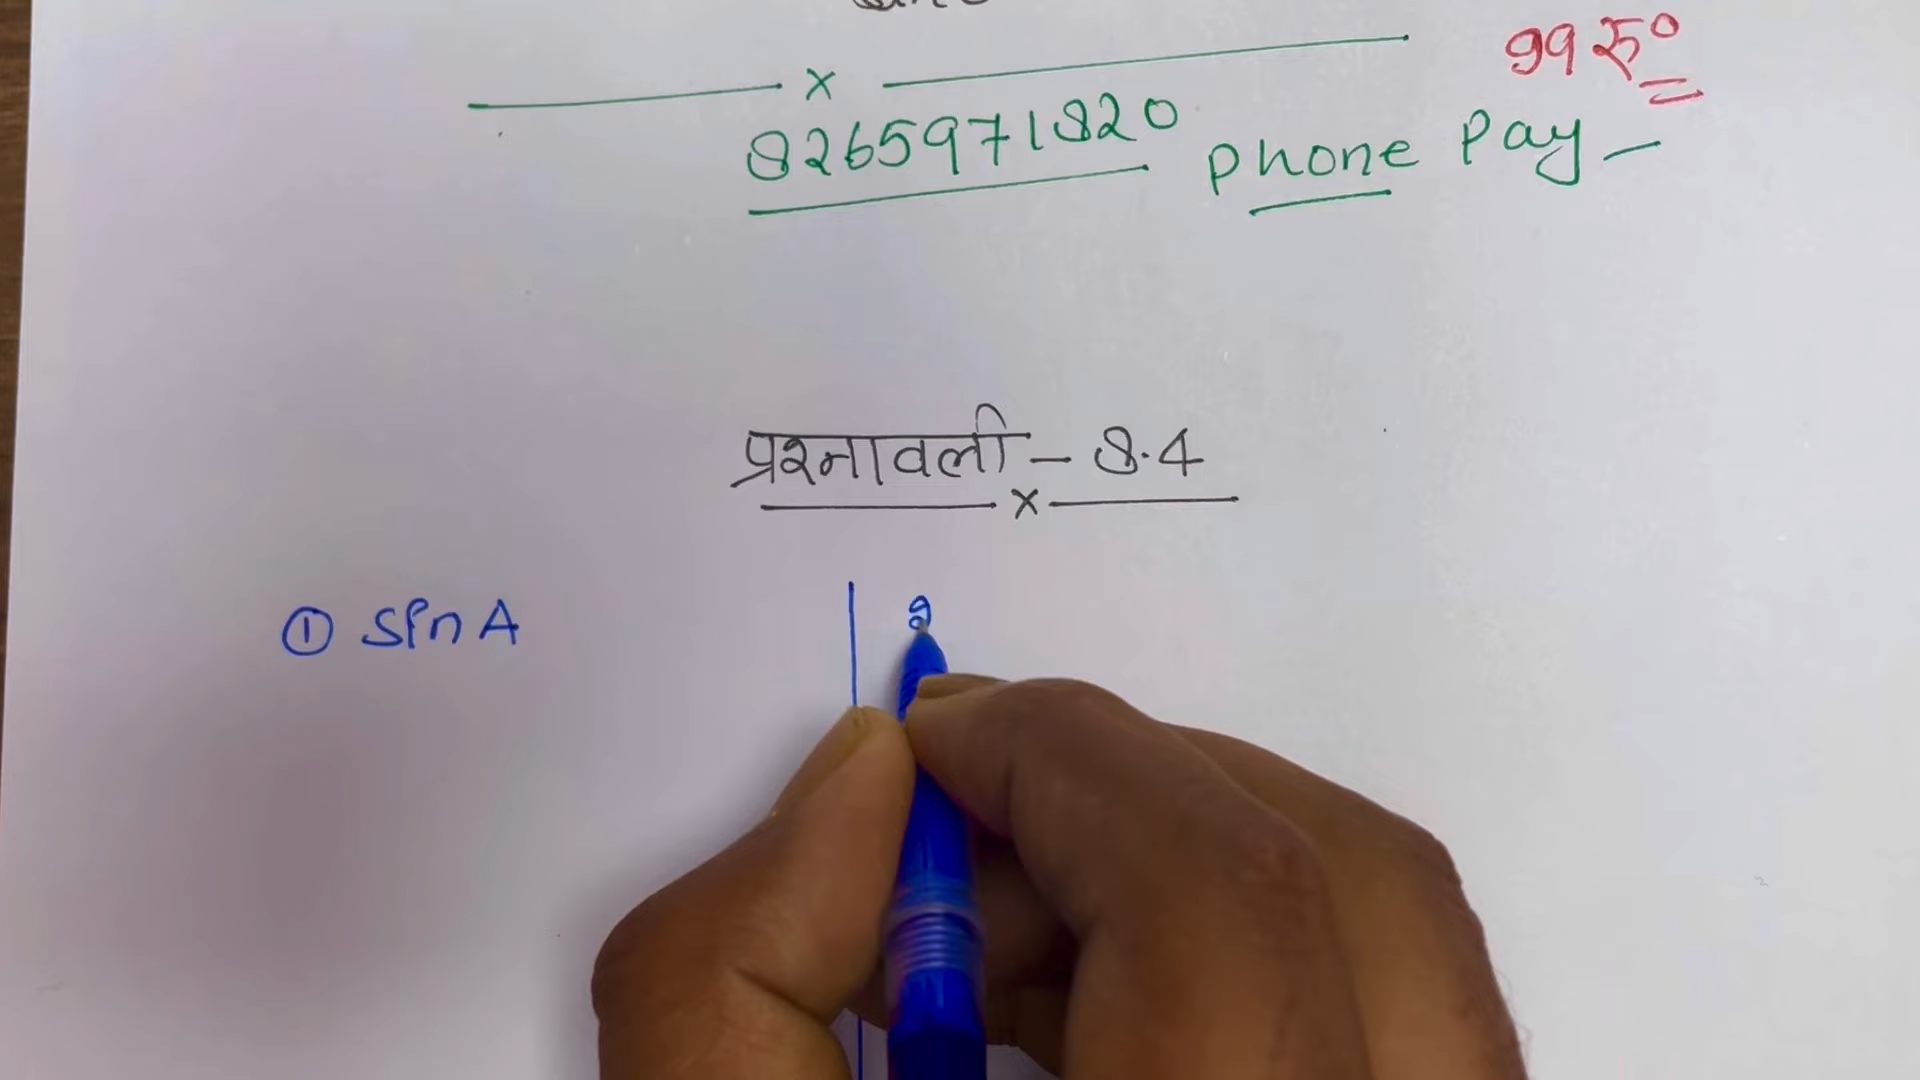 99 रु०
x
8265971820 Phone Pay –
प्रश्नावली – 8.4
x
① Sin A